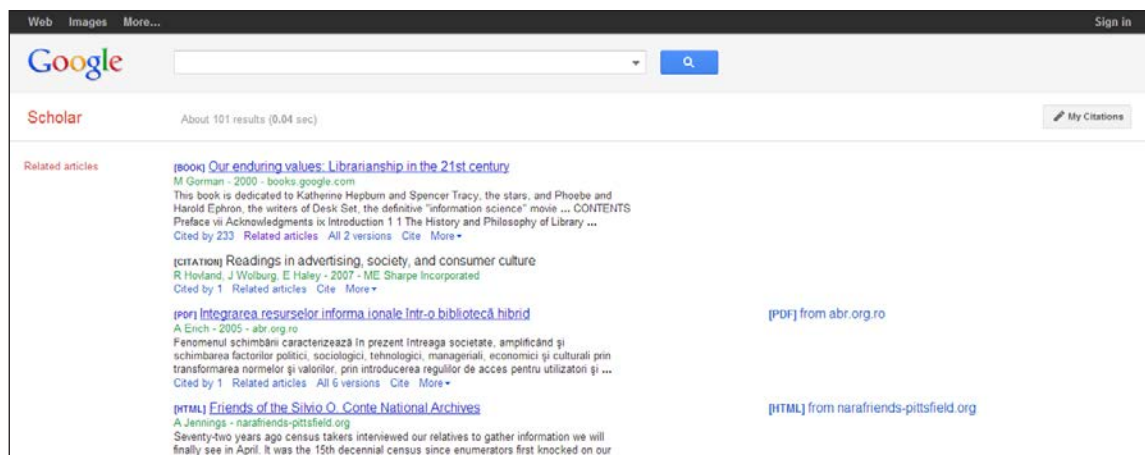 Web Images More... Sign in
Google
Scholar About 101 results (0.04 sec) My Citations
Related articles
[BOOK] Our enduring values: Librarianship in the 21st century
M Gorman - 2000 - books.google.com
This book is dedicated to Katherine Hepburn and Spencer Tracy, the stars, and Phoebe and
Harold Ephron, the writers of Desk Set, the definitive "information science" movie ... CONTENTS
Preface vii Acknowledgments ix Introduction 1 1 The History and Philosophy of Library ...
Cited by 233 Related articles All 2 versions Cite More
[CITATION] Readings in advertising, society, and consumer culture
R Hovland, J Wolburg, E Haley - 2007 - ME Sharpe Incorporated
Cited by 1 Related articles Cite More
[PDF] Integrarea resurselor informa ionale într-o bibliotecă hibrid
[PDF] from abr.org.ro
A Erich - 2005 - abr.org.ro
Fenomenul schimbării caracterizează în prezent întreaga societate, amplificând şi
schimbarea factorilor politici, sociologici, tehnologici, manageriali, economici şi culturali prin
transformarea normelor şi valorilor, prin introducerea regulilor de acces pentru utilizatori şi ...
Cited by 1 Related articles All 6 versions Cite More
[HTML] Friends of the Silvio O. Conte National Archives
[HTML] from narafriends-pittsfield.org
A Jennings - narafriends-pittsfield.org
Seventy-two years ago census takers interviewed our relatives to gather information we will
finally see in April. It was the 15th decennial census since enumerators first knocked on our